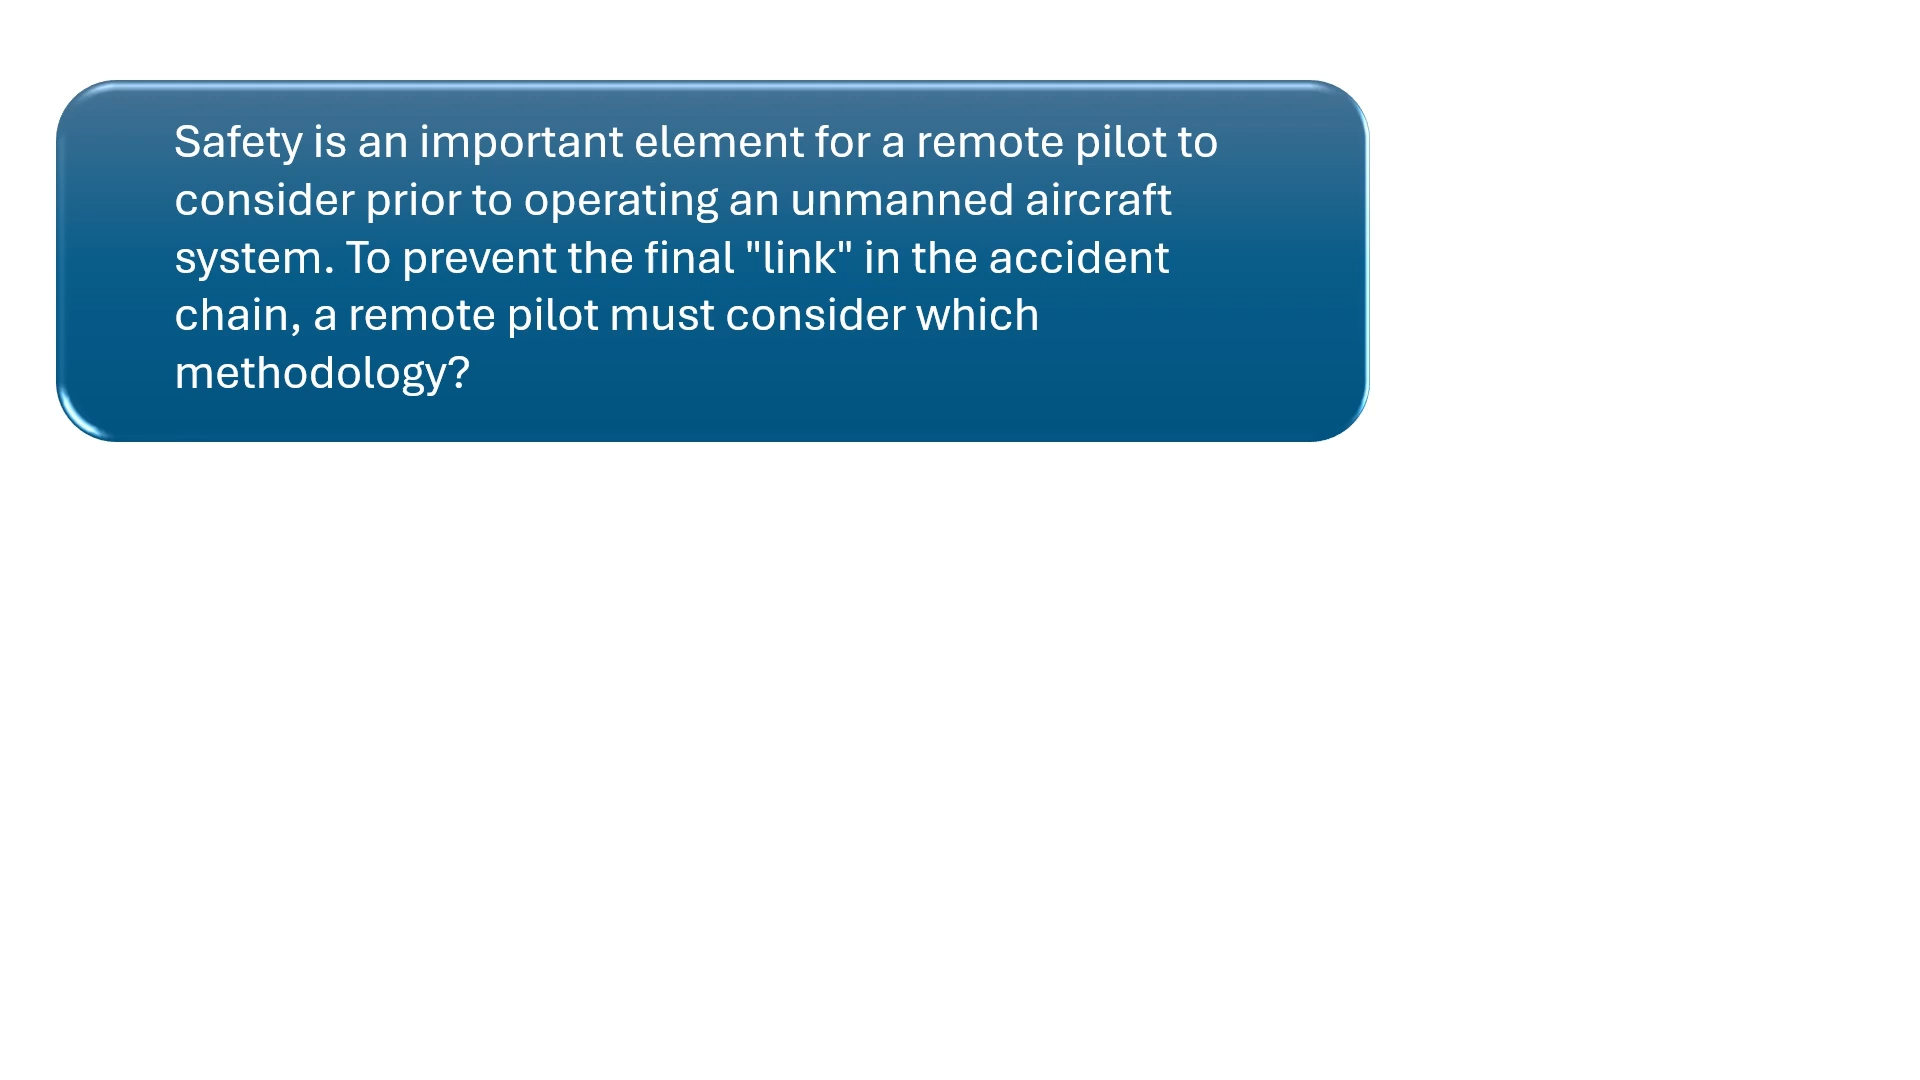 Safety is an important element for a remote pilot to
consider prior to operating an unmanned aircraft
system. To prevent the final "link" in the accident
chain, a remote pilot must consider which
methodology?